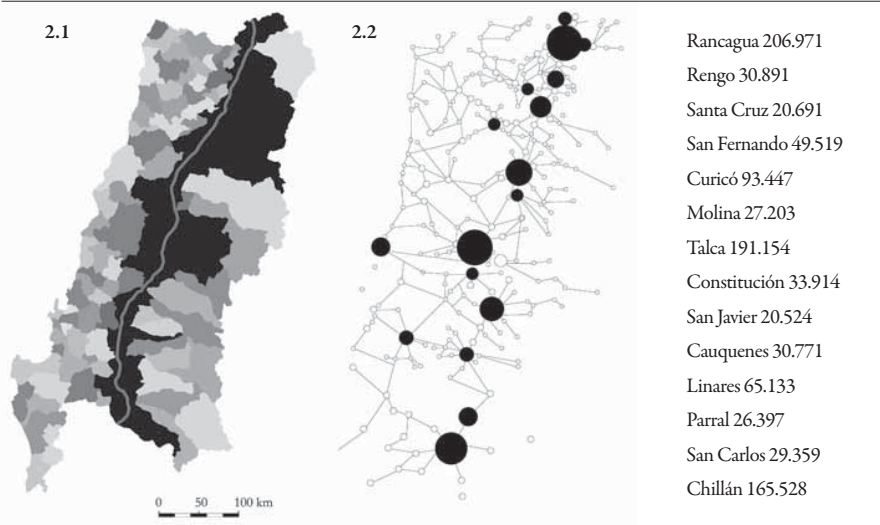 2.1
2.2
Rancagua 206.971
Rengo 30.891
Santa Cruz 20.691
San Fernando 49.519
Curicó 93.447
Molina 27.203
Talca 191.154
Constitución 33.914
San Javier 20.524
Cauquenes 30.771
Linares 65.133
Parral 26.397
San Carlos 29.359
Chillán 165.528
0 50 100 km